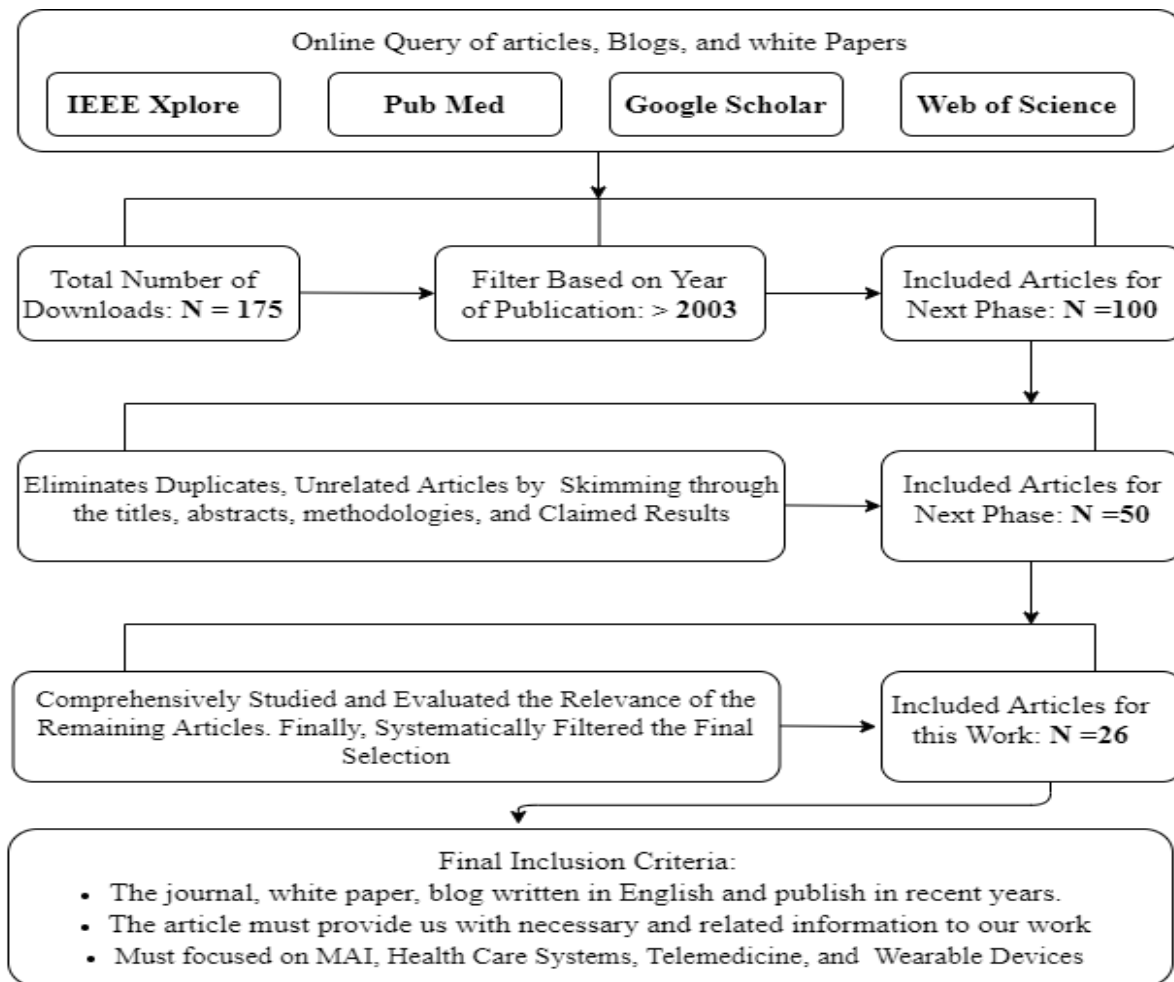 Online Query of articles, Blogs, and white Papers
IEEE Xplore
Pub Med
Google Scholar
Web of Science
Total Number of
Downloads: N = 175
Filter Based on Year
of Publication: > 2003
Included Articles for
Next Phase: N =100
Eliminates Duplicates, Unrelated Articles by Skimming through
the titles, abstracts, methodologies, and Claimed Results
Included Articles for
Next Phase: N =50
Comprehensively Studied and Evaluated the Relevance of the
Remaining Articles. Finally, Systematically Filtered the Final
Selection
Included Articles for
this Work: N =26
Final Inclusion Criteria:
• The journal, white paper, blog written in English and publish in recent years.
• The article must provide us with necessary and related information to our work
• Must focused on MAI, Health Care Systems, Telemedicine, and Wearable Devices